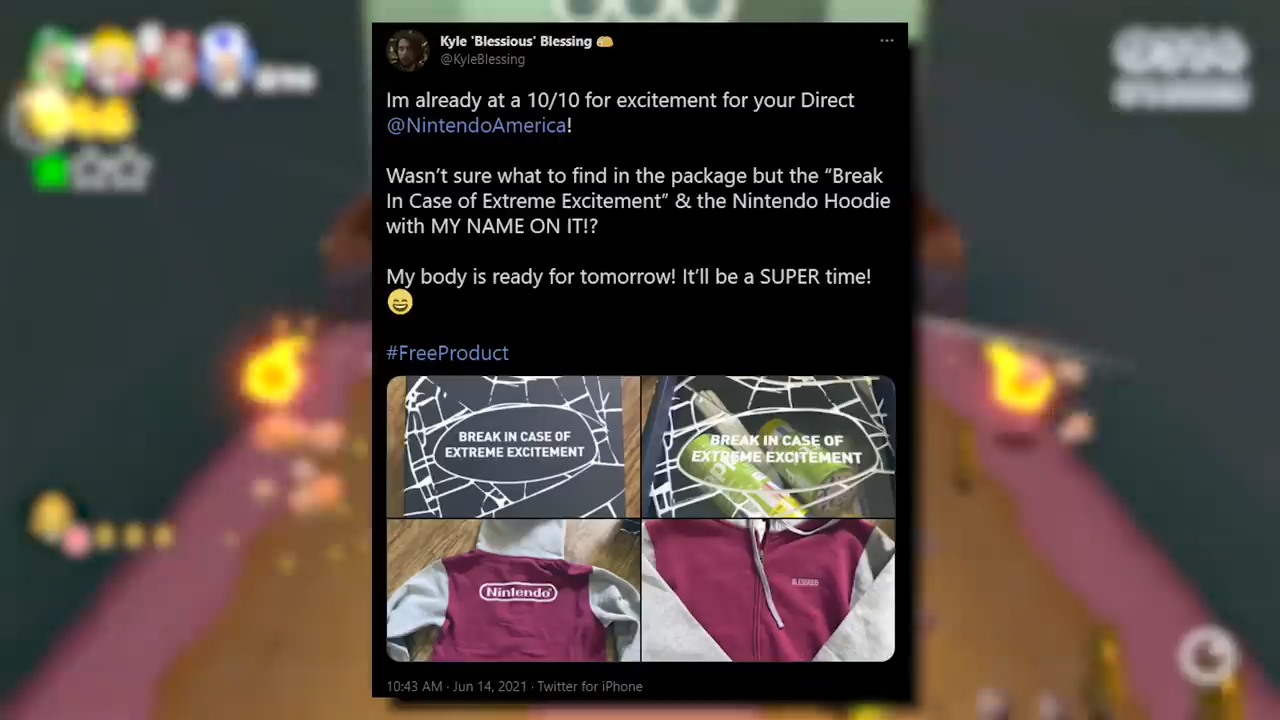 Kyle 'Blessious' Blessing 🌮
@KyleBlessing
Im already at a 10/10 for excitement for your Direct
@NintendoAmerica!
Wasn’t sure what to find in the package but the “Break
In Case of Extreme Excitement” & the Nintendo Hoodie
with MY NAME ON IT!?
My body is ready for tomorrow! It’ll be a SUPER time!
😄
#FreeProduct
BREAK IN CASE OF
EXTREME EXCITEMENT
BREAK IN CASE OF
EXTREME EXCITEMENT
Nintendo
BLESSIOUS
10:43 AM · Jun 14, 2021 · Twitter for iPhone